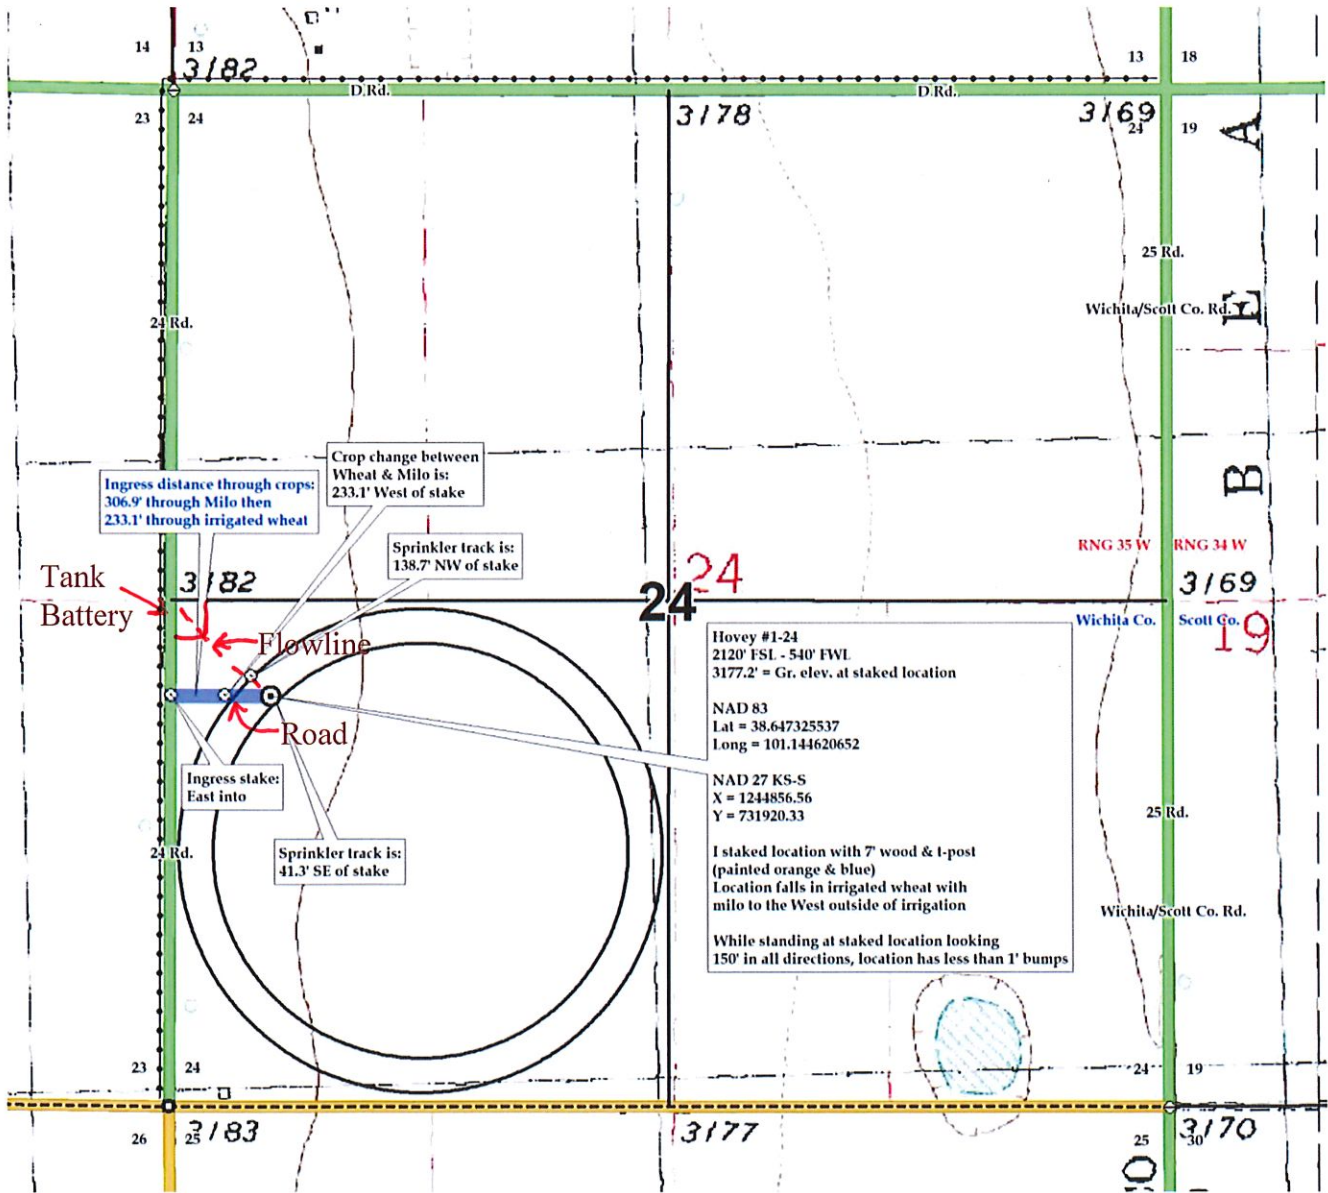 14 13
3182
13 18
D Rd.
D Rd.
23 24
3178
3169
24 19
A
25 Rd.
E
Wichita/Scott Co. Rd.
24 Rd.
Crop change between
Wheat & Milo is:
233.1' West of stake
Ingress distance through crops:
306.9' through Milo then
233.1' through irrigated wheat
B
Sprinkler track is:
138.7' NW of stake
RNG 35 W RNG 34 W
Tank
Battery
3182
24
24
3169
Wichita Co. Scott Co.
19
Flowline
Road
Hovey #1-24
2120' FSL - 540' FWL
3177.2' = Gr. elev. at staked location
NAD 83
Lat = 38.647325537
Long = 101.144620652
NAD 27 KS-S
X = 1244856.56
Y = 731920.33
I staked location with 7' wood & t-post
(painted orange & blue)
Location falls in irrigated wheat with
milo to the West outside of irrigation
While standing at staked location looking
150' in all directions, location has less than 1' bumps
Ingress stake:
East into
25 Rd.
24 Rd.
Sprinkler track is:
41.3' SE of stake
Wichita/Scott Co. Rd.
23 24
24 19
3183
3177
3170
26 25
25 30